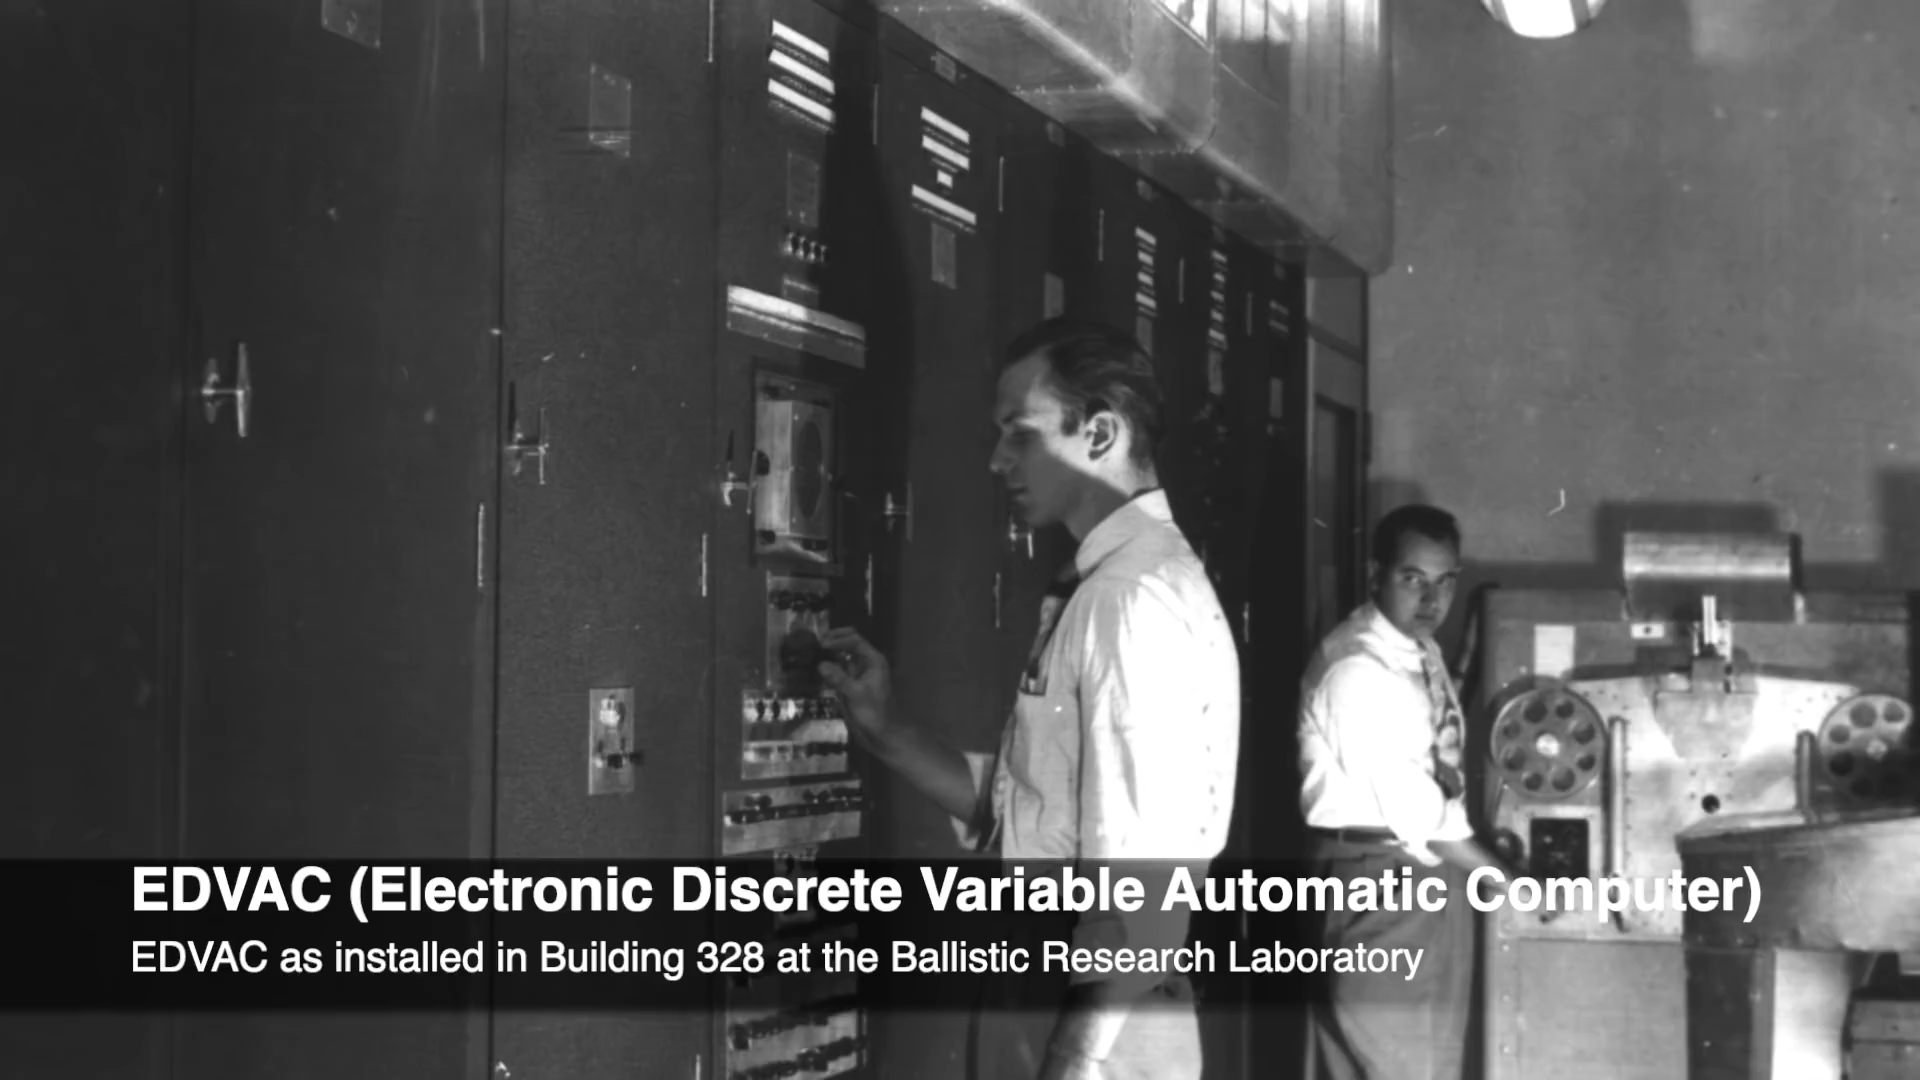 EDVAC (Electronic Discrete Variable Automatic Computer)
EDVAC as installed in Building 328 at the Ballistic Research Laboratory